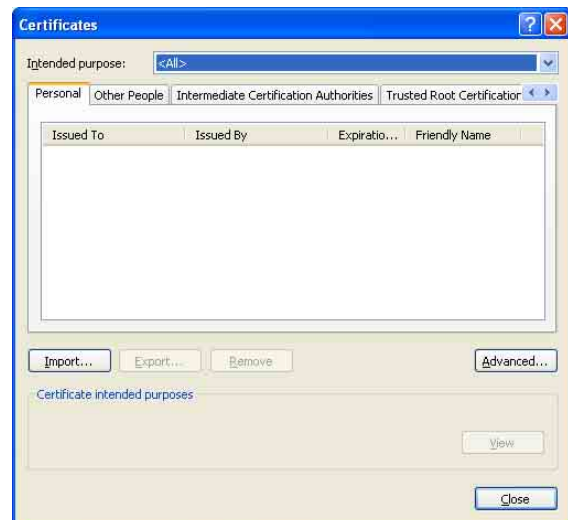 Certificates
Intended purpose: <All>
Personal Other People Intermediate Certification Authorities Trusted Root Certification
Issued To Issued By Expiratio... Friendly Name
Import... Export... Remove Advanced...
Certificate intended purposes
View
Close